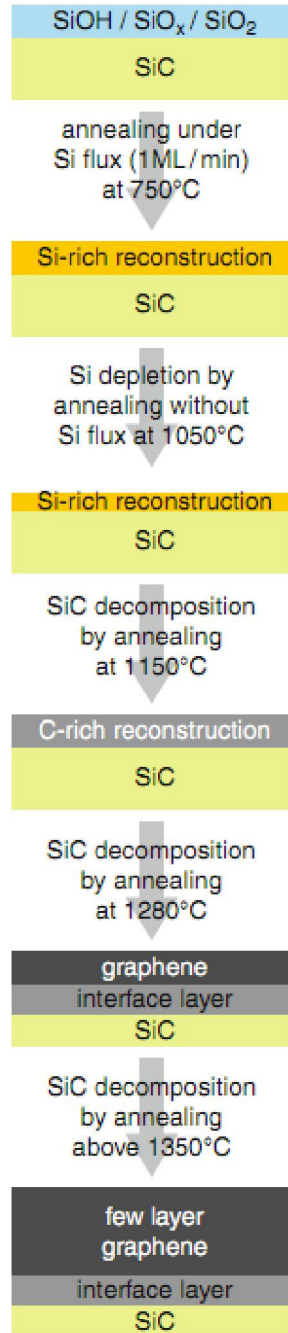 SiOH / SiOₓ / SiO₂
SiC
annealing under
Si flux (1ML/min)
at 750°C
Si-rich reconstruction
SiC
Si depletion by
annealing without
Si flux at 1050°C
Si-rich reconstruction
SiC
SiC decomposition
by annealing
at 1150°C
C-rich reconstruction
SiC
SiC decomposition
by annealing
at 1280°C
graphene
interface layer
SiC
SiC decomposition
by annealing
above 1350°C
few layer
graphene
interface layer
SiC